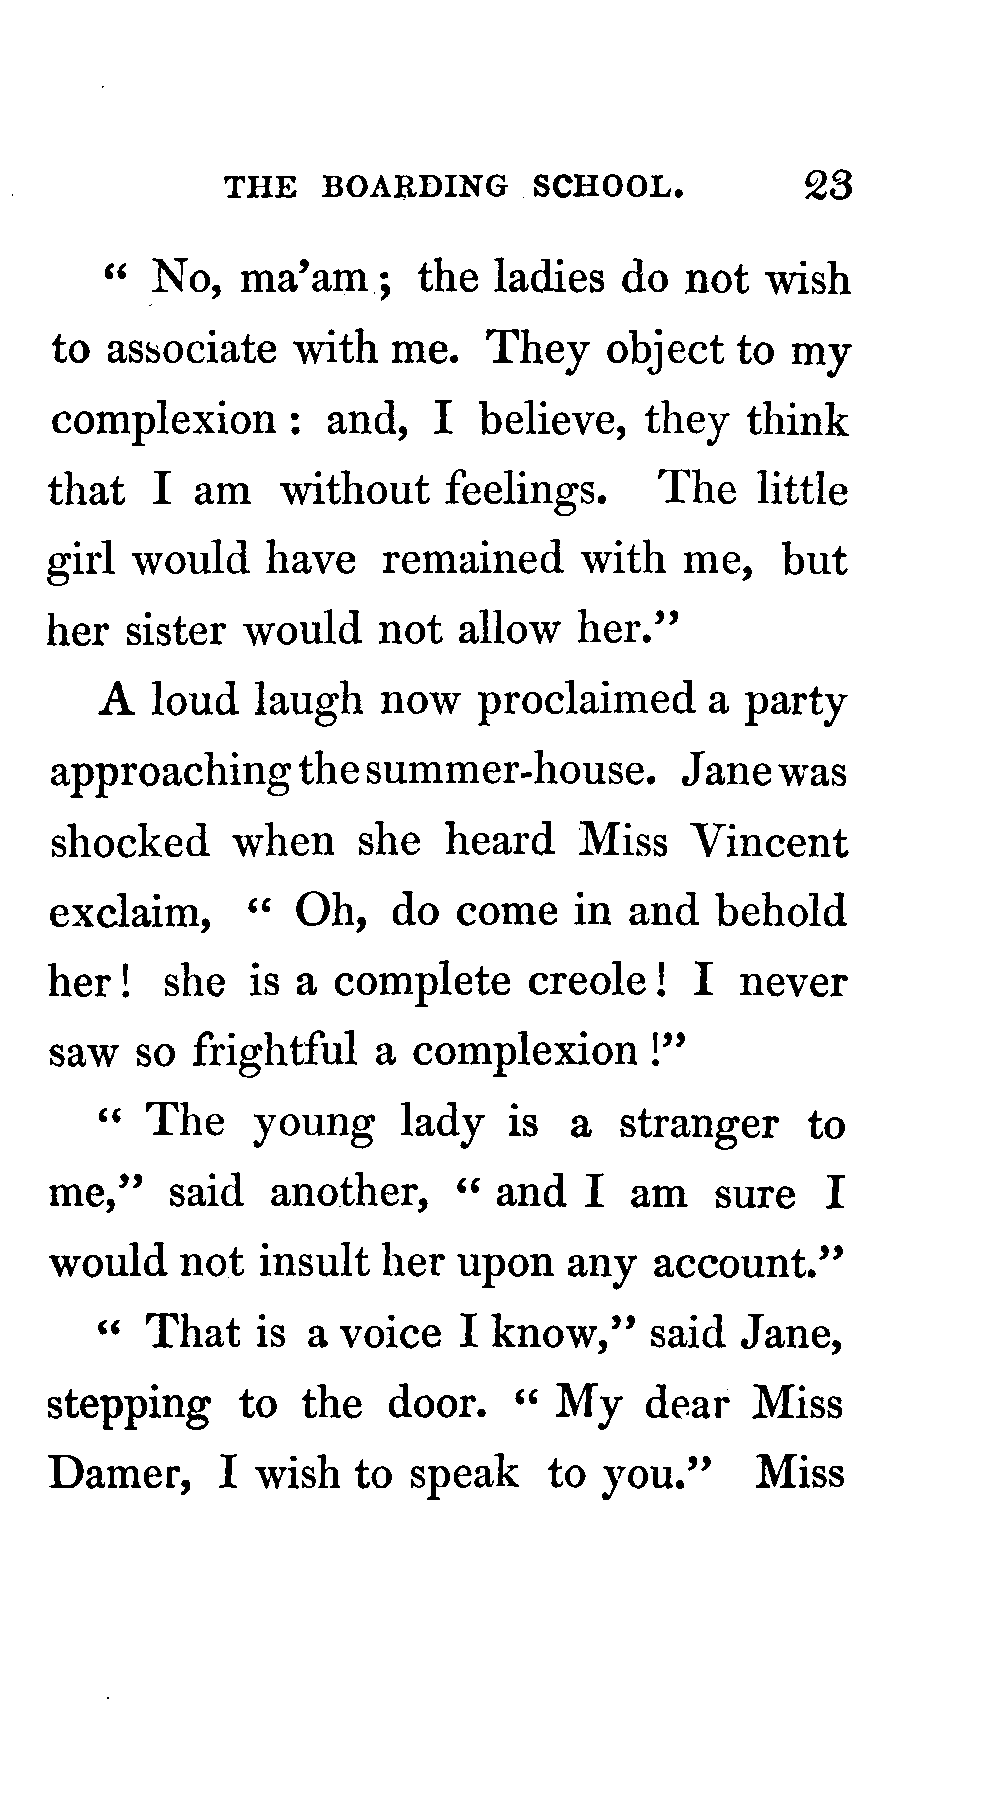 THE BOARDING SCHOOL. 23
“ No, ma’am ; the ladies do not wish
to associate with me. They object to my
complexion : and, I believe, they think
that I am without feelings. The little
girl would have remained with me, but
her sister would not allow her.”
A loud laugh now proclaimed a party
approaching the summer-house. Jane was
shocked when she heard Miss Vincent
exclaim, “ Oh, do come in and behold
her ! she is a complete creole ! I never
saw so frightful a complexion !”
“ The young lady is a stranger to
me,” said another, “ and I am sure I
would not insult her upon any account.”
“ That is a voice I know,” said Jane,
stepping to the door. “ My dear Miss
Damer, I wish to speak to you.” Miss